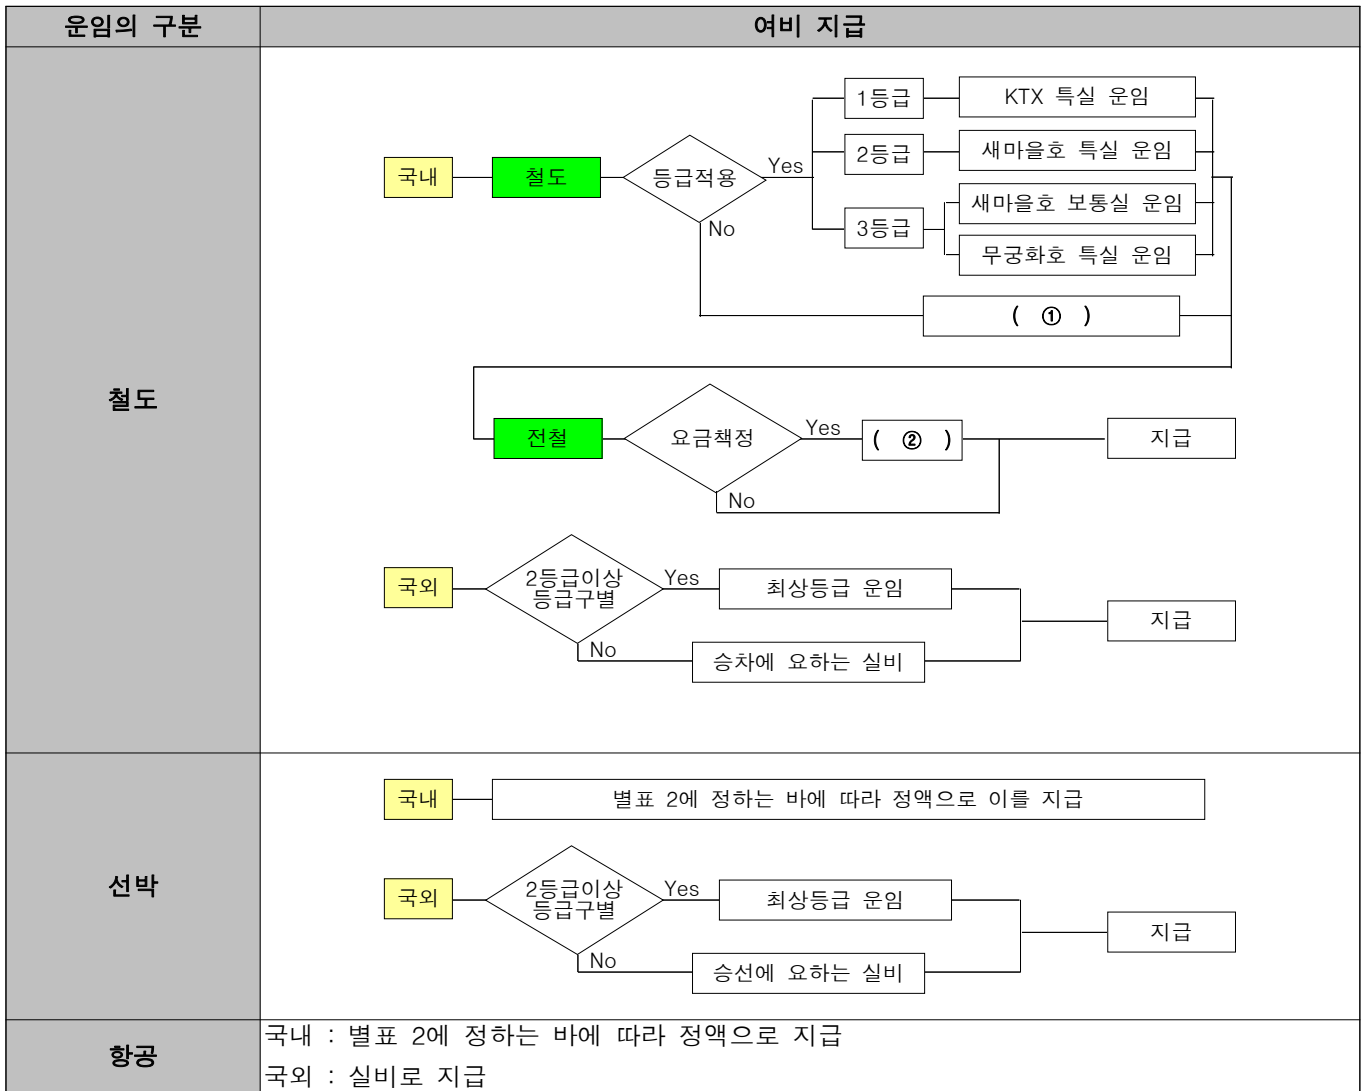 운임의 구분
여비 지급
철도
국내
철도
등급적용
Yes
No
1등급
KTX 특실 운임
2등급
새마을호 특실 운임
3등급
새마을호 보통실 운임
무궁화호 특실 운임
( ① )
전철
요금책정
Yes
No
( ② )
지급
국외
2등급이상
등급구별
Yes
No
최상등급 운임
승차에 요하는 실비
지급
선박
국내
별표 2에 정하는 바에 따라 정액으로 이를 지급
국외
2등급이상
등급구별
Yes
No
최상등급 운임
승선에 요하는 실비
지급
항공
국내 : 별표 2에 정하는 바에 따라 정액으로 지급
국외 : 실비로 지급